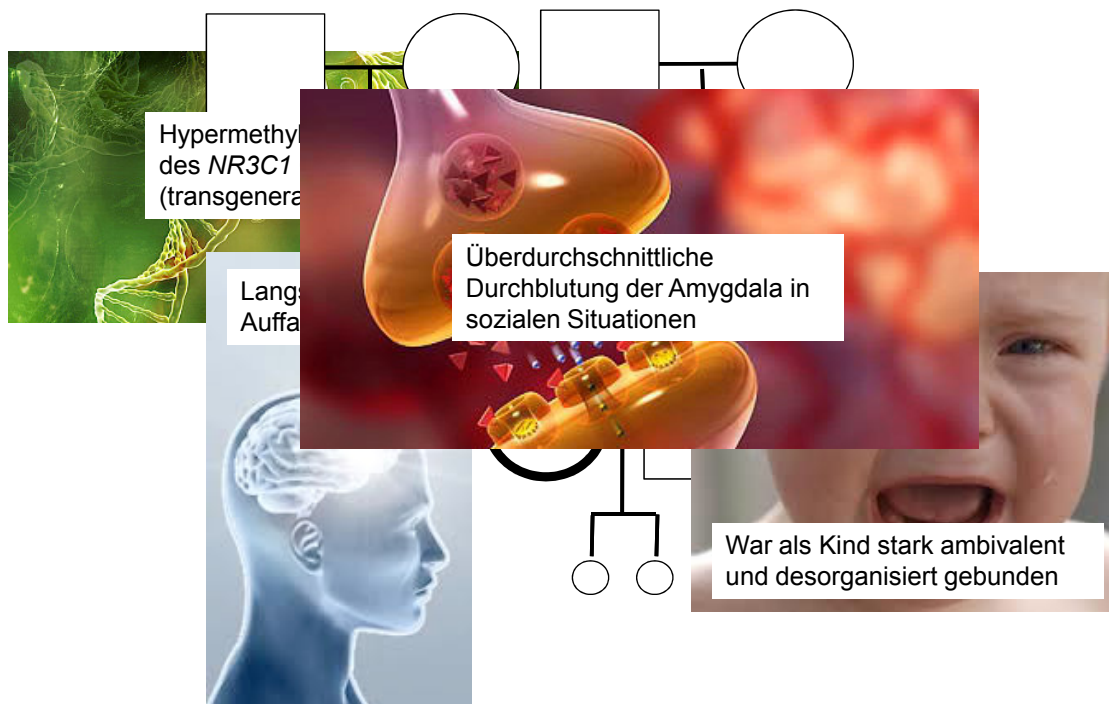 Hypermethyl
des NR3C1
(transgenera
Überdurchschnittliche
Durchblutung der Amygdala in
sozialen Situationen
Langs
Auffa
War als Kind stark ambivalent
und desorganisiert gebunden